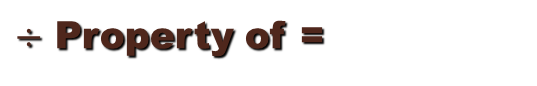 ÷ Property of =